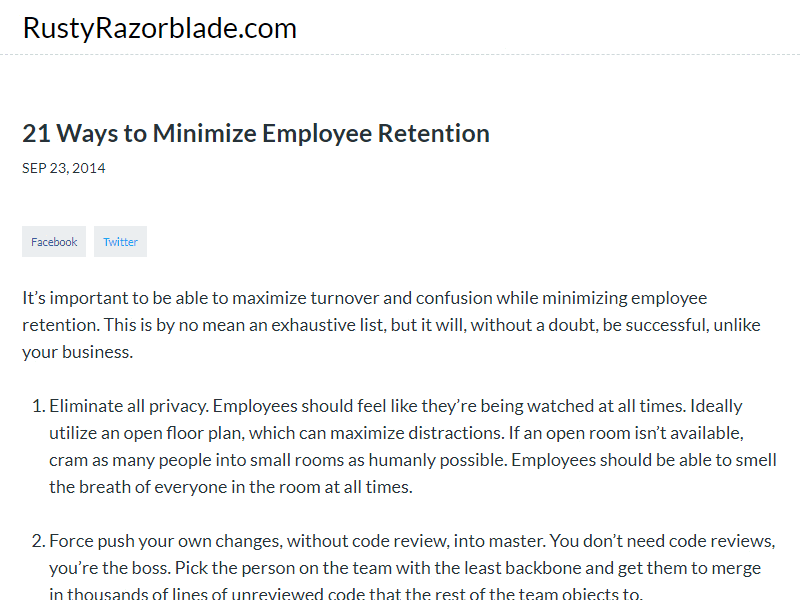 RustyRazorblade.com
21 Ways to Minimize Employee Retention
SEP 23, 2014
Facebook Twitter
It’s important to be able to maximize turnover and confusion while minimizing employee
retention. This is by no mean an exhaustive list, but it will, without a doubt, be successful, unlike
your business.
1. Eliminate all privacy. Employees should feel like they’re being watched at all times. Ideally
utilize an open floor plan, which can maximize distractions. If an open room isn’t available,
cram as many people into small rooms as humanly possible. Employees should be able to smell
the breath of everyone in the room at all times.
2. Force push your own changes, without code review, into master. You don’t need code reviews,
you’re the boss. Pick the person on the team with the least backbone and get them to merge
in thousands of lines of unreviewed code that the rest of the team objects to.